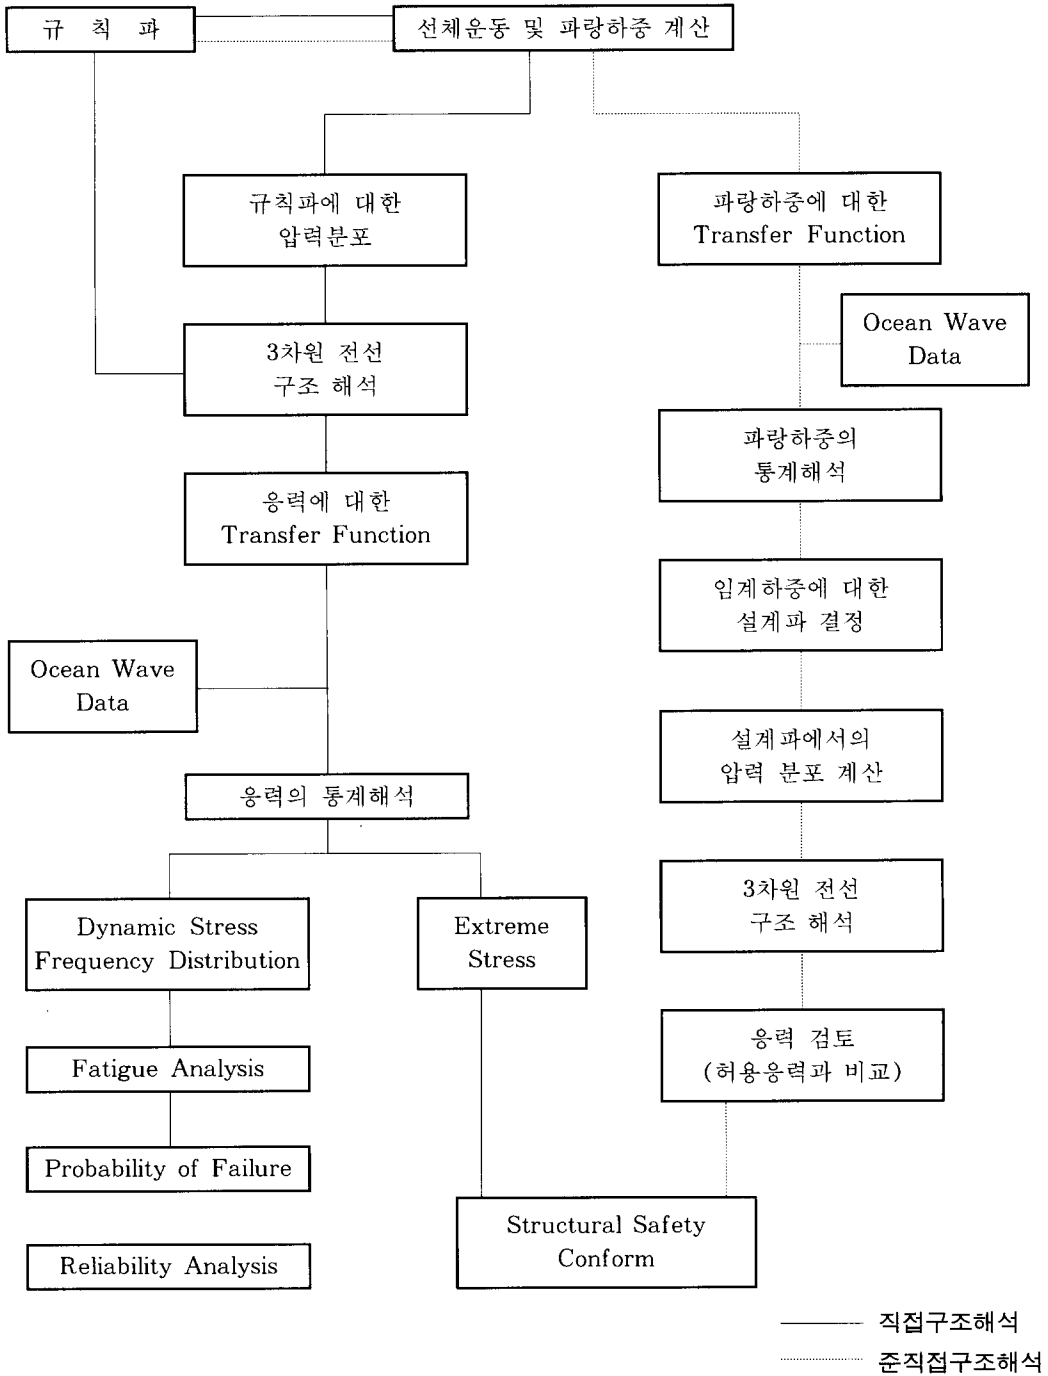 규 칙 파
선체운동 및 파랑하중 계산
규칙파에 대한
압력분포
3차원 전선
구조 해석
응력에 대한
Transfer Function
Ocean Wave
Data
응력의 통계해석
Dynamic Stress
Frequency Distribution
Extreme
Stress
Fatigue Analysis
Probability of Failure
Reliability Analysis
파랑하중에 대한
Transfer Function
Ocean Wave
Data
파랑하중의
통계해석
임계하중에 대한
설계파 결정
설계파에서의
압력 분포 계산
3차원 전선
구조 해석
응력 검토
(허용응력과 비교)
Structural Safety
Conform
직접구조해석
준직접구조해석